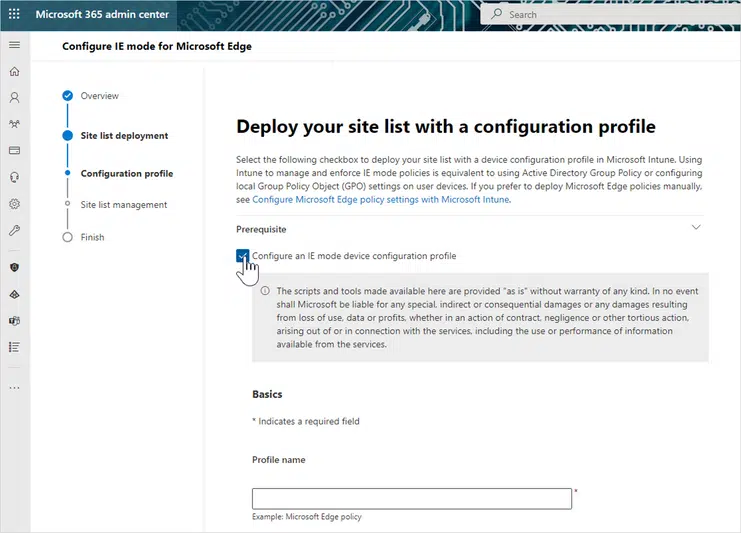 Microsoft 365 admin center
Search
Configure IE mode for Microsoft Edge
Overview
Site list deployment
Configuration profile
Site list management
Finish
Deploy your site list with a configuration profile
Select the following checkbox to deploy your site list with a device configuration profile in Microsoft Intune. Using
Intune to manage and enforce IE mode policies is equivalent to using Active Directory Group Policy or configuring
local Group Policy Object (GPO) settings on user devices. If you prefer to deploy Microsoft Edge policies manually,
see Configure Microsoft Edge policy settings with Microsoft Intune.
Prerequisite
Configure an IE mode device configuration profile
The scripts and tools made available here are provided "as is" without warranty of any kind. In no event
shall Microsoft be liable for any special, indirect or consequential damages or any damages resulting
from loss of use, data or profits, whether in an action of contract, negligence or other tortious action,
arising out of or in connection with the services, including the use or performance of information
available from the services.
Basics
* Indicates a required field
Profile name
*
Example: Microsoft Edge policy